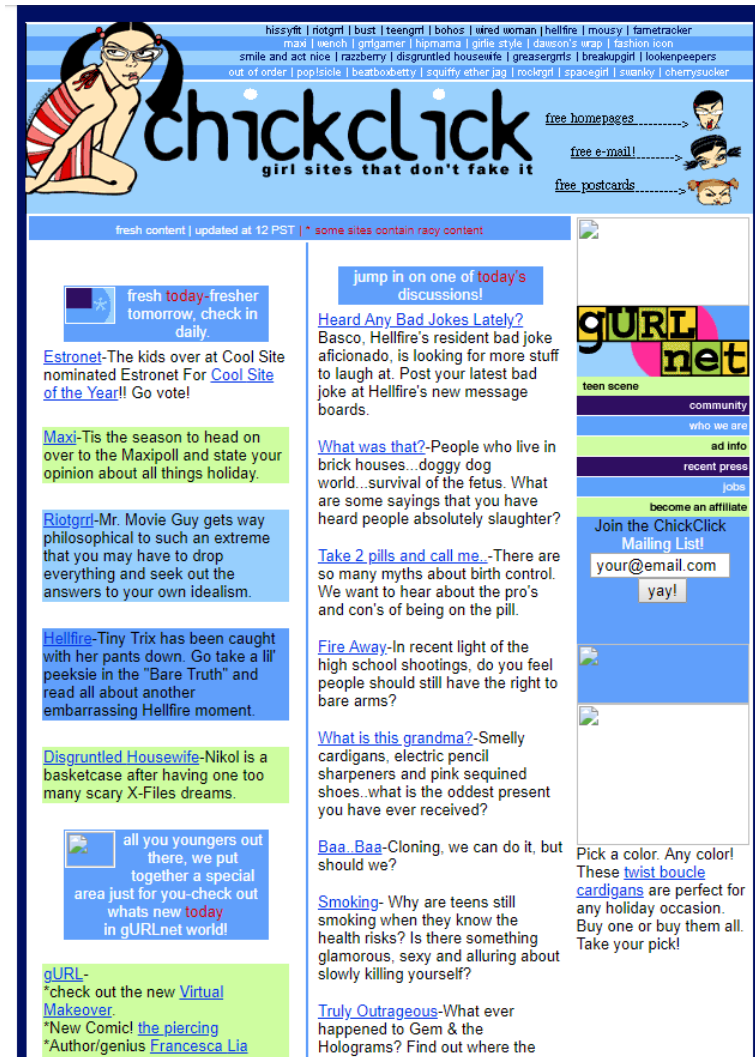 hissyfit | riotgrrl | bust | teengrrl | bohos | wired woman | hellfire | mousy | fametracker
maxi | wench | grrlgamer | hipmama | girlie style | dawson's wrap | fashion icon
smile and act nice | razzberry | disgruntled housewife | greasergrrls | breakupgirl | lookenpeepers
out of order | pop!sicle | beatboxbetty | squiffy ether jag | rockrgrl | spacegirl | swanky | cherrysucker
chickclick
girl sites that don't fake it
free homepages.........>
free e-mail!.........>
free postcards.........>
fresh content | updated at 12 PST | * some sites contain racy content
fresh today-fresher
tomorrow, check in
daily.
Estronet-The kids over at Cool Site
nominated Estronet For Cool Site
of the Year!! Go vote!
Maxi-Tis the season to head on
over to the Maxipoll and state your
opinion about all things holiday.
Riotgrrl-Mr. Movie Guy gets way
philosophical to such an extreme
that you may have to drop
everything and seek out the
answers to your own idealism.
Hellfire-Tiny Trix has been caught
with her pants down. Go take a lil'
peeksie in the "Bare Truth" and
read all about another
embarrassing Hellfire moment.
Disgruntled Housewife-Nikol is a
basketcase after having one too
many scary X-Files dreams.
all you youngers out
there, we put
together a special
area just for you-check out
whats new today
in gURLnet world!
gURL-
*check out the new Virtual
Makeover.
*New Comic! the piercing
*Author/genius Francesca Lia
jump in on one of today's
discussions!
Heard Any Bad Jokes Lately?
Basco, Hellfire's resident bad joke
aficionado, is looking for more stuff
to laugh at. Post your latest bad
joke at Hellfire's new message
boards.
What was that?-People who live in
brick houses...doggy dog
world...survival of the fetus. What
are some sayings that you have
heard people absolutely slaughter?
Take 2 pills and call me..-There are
so many myths about birth control.
We want to hear about the pro's
and con's of being on the pill.
Fire Away-In recent light of the
high school shootings, do you feel
people should still have the right to
bare arms?
What is this grandma?-Smelly
cardigans, electric pencil
sharpeners and pink sequined
shoes..what is the oddest present
you have ever received?
Baa..Baa-Cloning, we can do it, but
should we?
Smoking- Why are teens still
smoking when they know the
health risks? Is there something
glamorous, sexy and alluring about
slowly killing yourself?
Truly Outrageous-What ever
happened to Gem & the
Holograms? Find out where the
gURL
net
teen scene
community
who we are
ad info
recent press
jobs
become an affiliate
Join the ChickClick
Mailing List!
your@email.com
yay!
Pick a color. Any color!
These twist boucle
cardigans are perfect for
any holiday occasion.
Buy one or buy them all.
Take your pick!